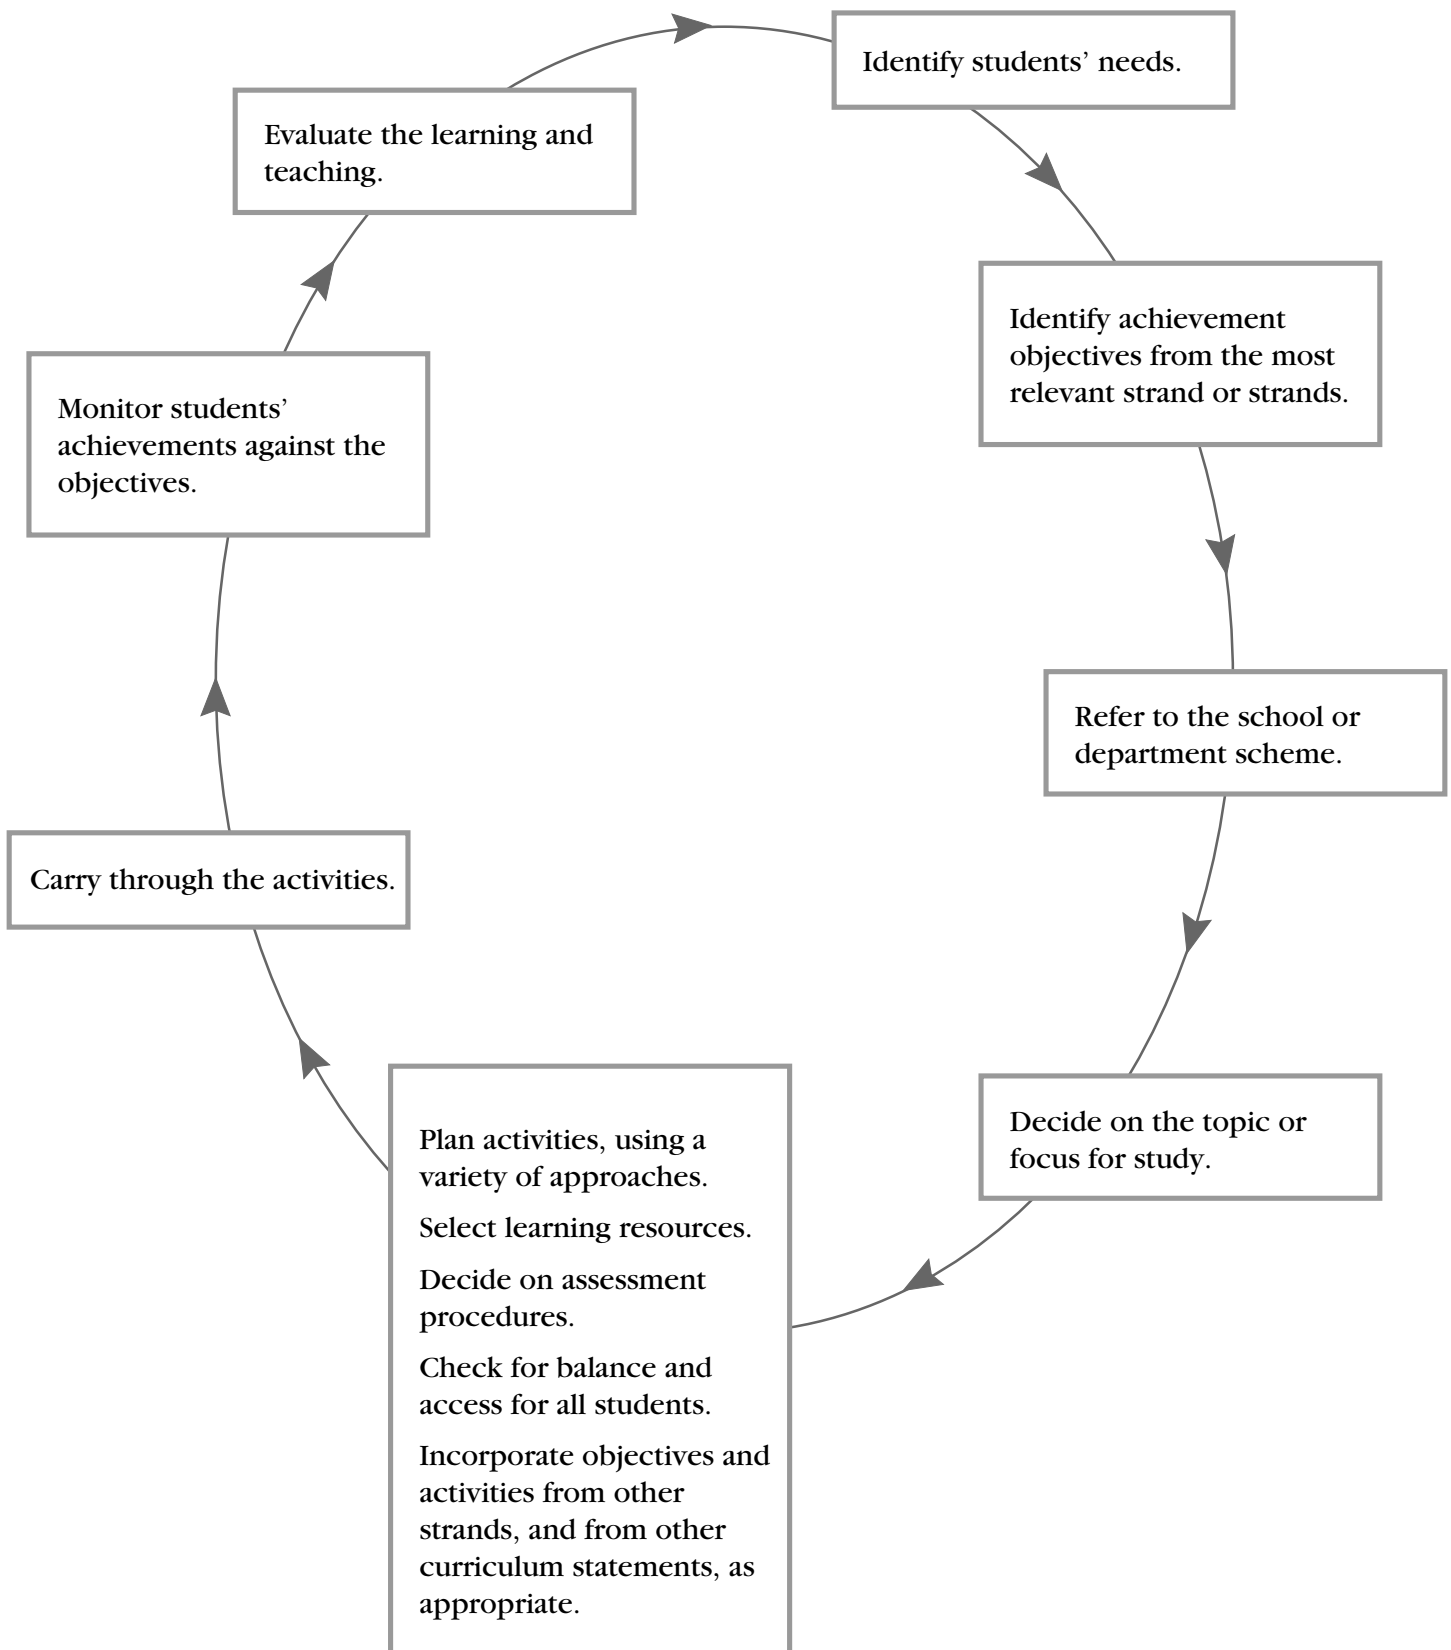 Identify students’ needs.
Identify achievement
objectives from the most
relevant strand or strands.
Refer to the school or
department scheme.
Decide on the topic or
focus for study.
Plan activities, using a
variety of approaches.
Select learning resources.
Decide on assessment
procedures.
Check for balance and
access for all students.
Incorporate objectives and
activities from other
strands, and from other
curriculum statements, as
appropriate.
Carry through the activities.
Monitor students’
achievements against the
objectives.
Evaluate the learning and
teaching.